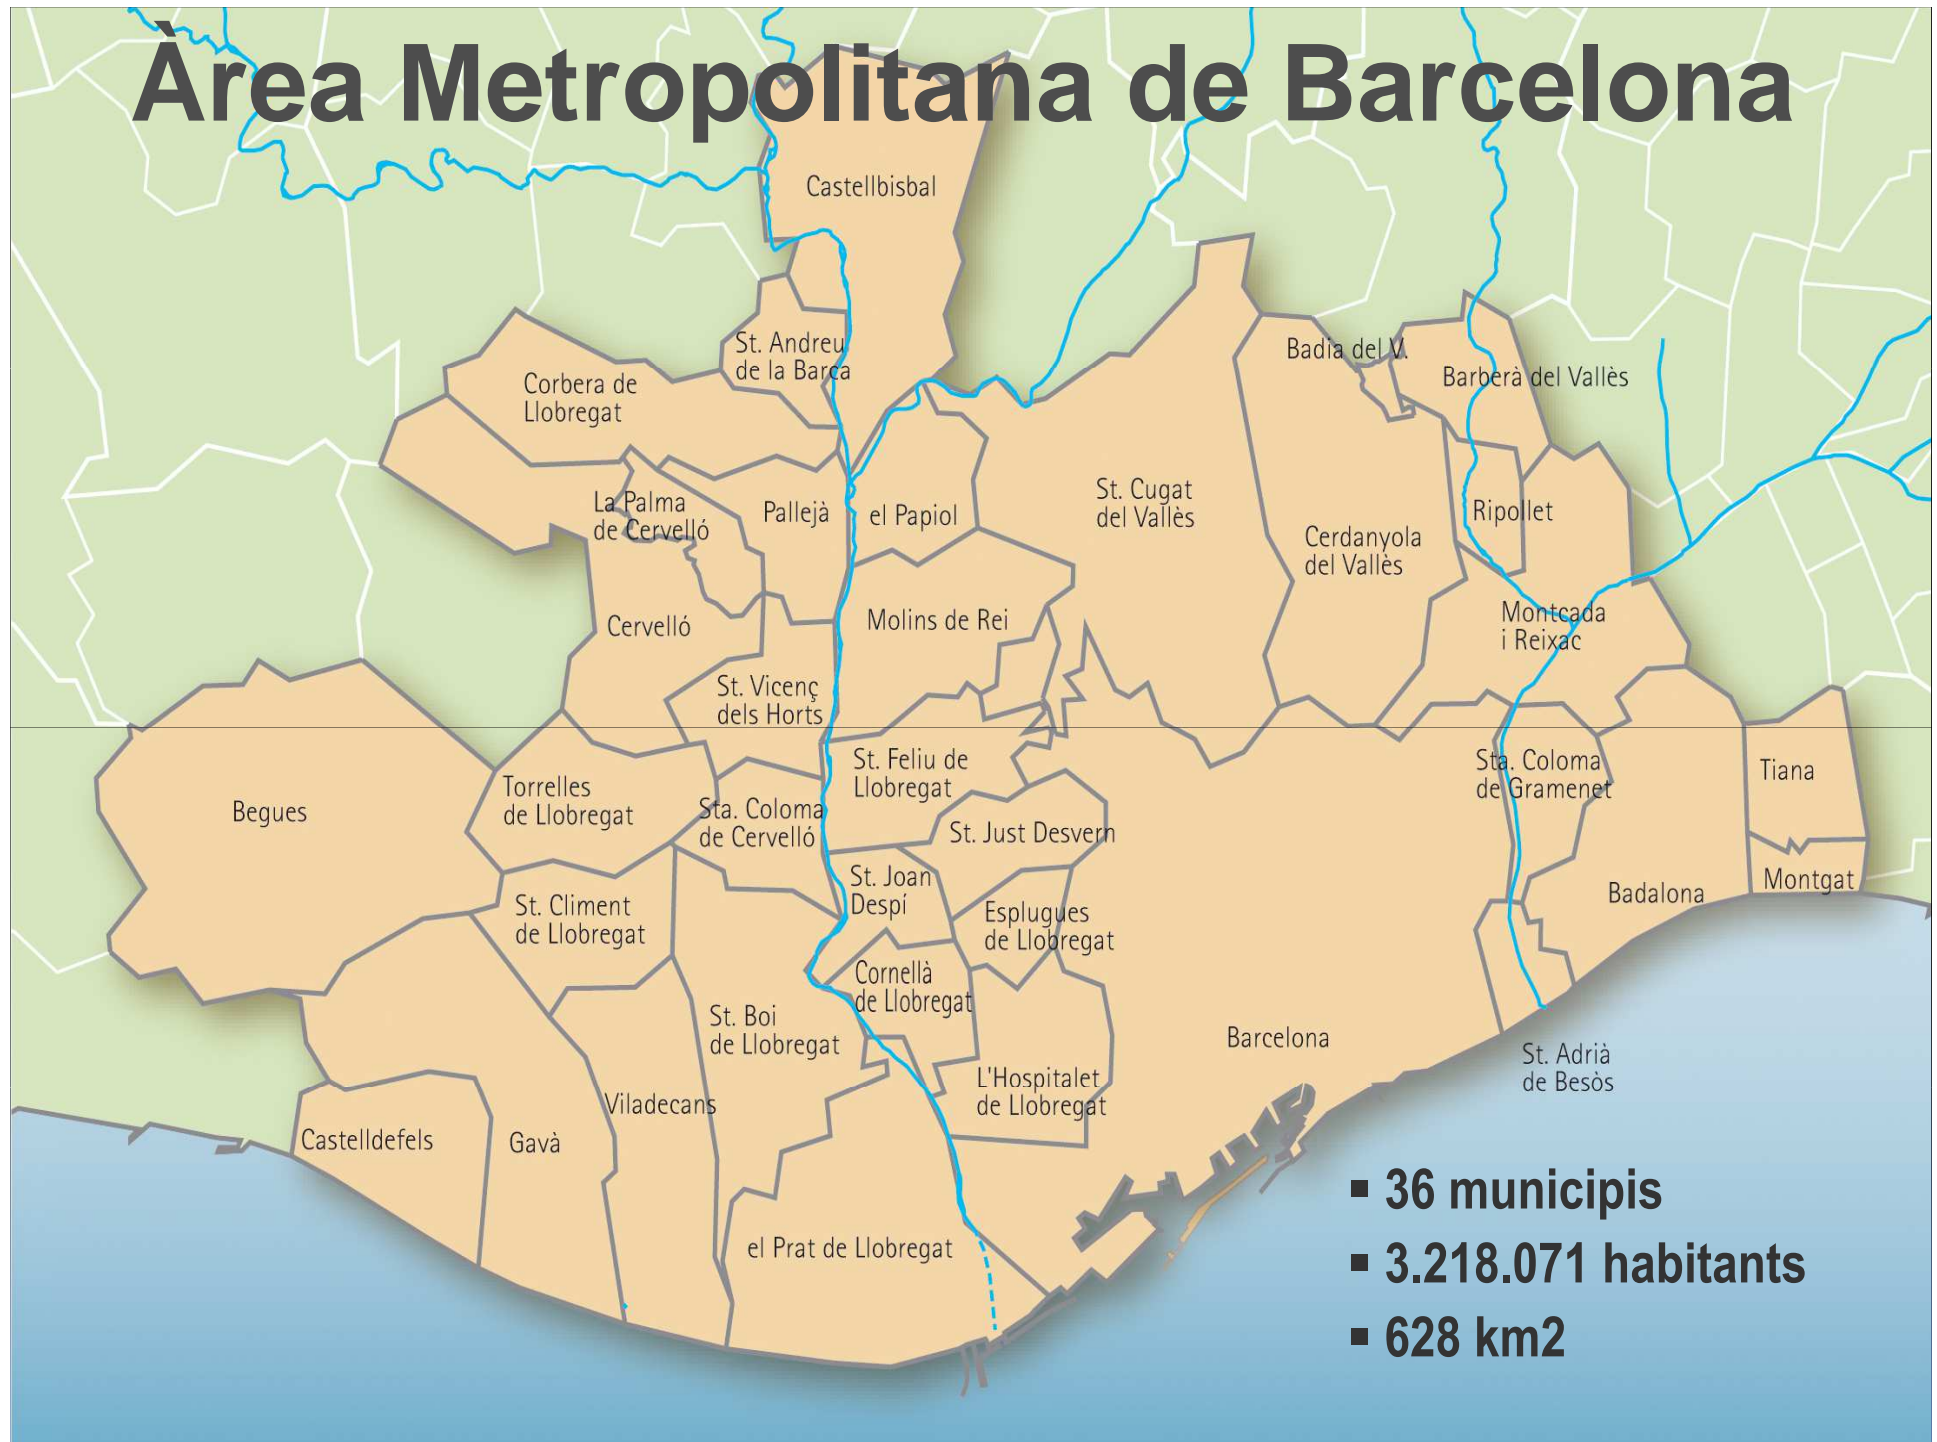 Àrea Metropolitana de Barcelona
Castellbisbal
St. Andreu
de la Barca
Badia del V.
Barberà del Vallès
Corbera de
Llobregat
La Palma
de Cervelló
Pallejà
el Papiol
St. Cugat
del Vallès
Cerdanyola
del Vallès
Ripollet
Cervelló
Molins de Rei
Montcada
i Reixac
St. Vicenç
dels Horts
St. Feliu de
Llobregat
Sta. Coloma
de Gramenet
Tiana
Begues
Torrelles
de Llobregat
Sta. Coloma
de Cervelló
St. Just Desvern
St. Joan
Despí
Esplugues
de Llobregat
Badalona
Montgat
St. Climent
de Llobregat
Cornellà
de Llobregat
St. Boi
de Llobregat
Barcelona
St. Adrià
de Besòs
L'Hospitalet
de Llobregat
Viladecans
Castelldefels
Gavà
el Prat de Llobregat
▪ 36 municipis
▪ 3.218.071 habitants
▪ 628 km2